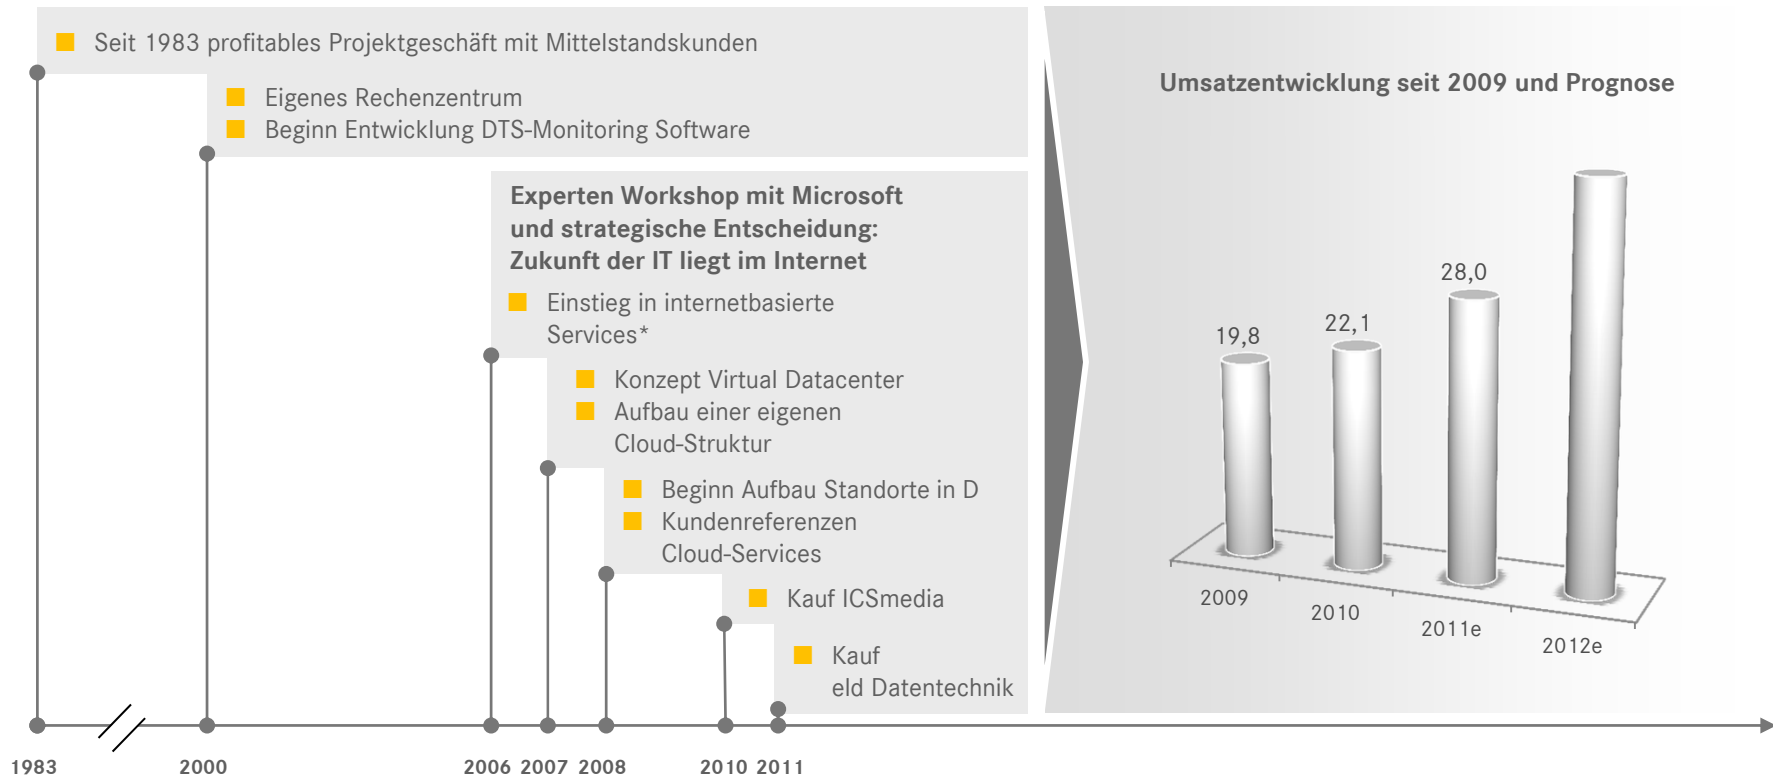 Seit 1983 profitables Projektgeschäft mit Mittelstandskunden
Eigenes Rechenzentrum
Beginn Entwicklung DTS-Monitoring Software
Experten Workshop mit Microsoft
und strategische Entscheidung:
Zukunft der IT liegt im Internet
Einstieg in internetbasierte
Services*
Konzept Virtual Datacenter
Aufbau einer eigenen
Cloud-Struktur
Beginn Aufbau Standorte in D
Kundenreferenzen
Cloud-Services
Kauf ICSmedia
Kauf
eld Datentechnik
1983
2000
2006
2007
2008
2010
2011
Umsatzentwicklung seit 2009 und Prognose
19,8
22,1
28,0
2009
2010
2011e
2012e